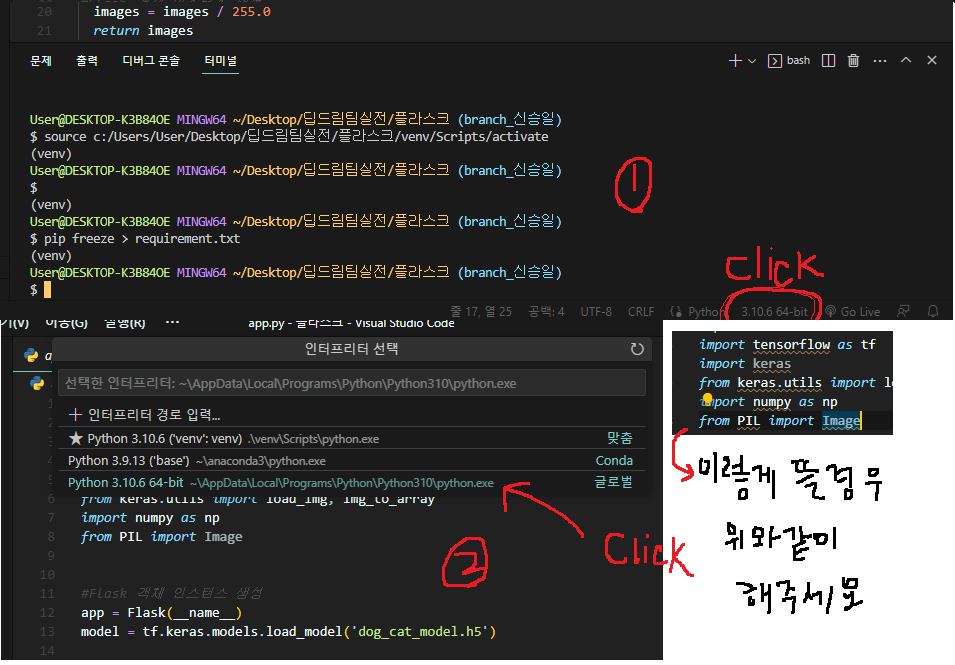 20 images = images / 255.0
21 return images
문제 출력 디버그 콘솔 터미널 bash
User@DESKTOP-K3B84OE MINGW64 ~/Desktop/딥드림팀실전/플라스크 (branch_신승일)
$ source c:/Users/User/Desktop/딥드림팀실전/플라스크/venv/Scripts/activate
(venv)
User@DESKTOP-K3B84OE MINGW64 ~/Desktop/딥드림팀실전/플라스크 (branch_신승일)
$
(venv)
User@DESKTOP-K3B84OE MINGW64 ~/Desktop/딥드림팀실전/플라스크 (branch_신승일)
$ pip freeze > requirement.txt
(venv)
User@DESKTOP-K3B84OE MINGW64 ~/Desktop/딥드림팀실전/플라스크 (branch_신승일)
$
1
Click
줄 17, 열 25 공백: 4 UTF-8 CRLF Python 3.10.6 64-bit Go Live
기(V) 이동(G) 실행(R) ... app.py - 플라스크 - Visual Studio Code
인터프리터 선택
선택한 인터프리터: ~\AppData\Local\Programs\Python\Python310\python.exe
+ 인터프리터 경로 입력...
★ Python 3.10.6 ('venv': venv) .\venv\Scripts\python.exe 맞춤
Python 3.9.13 ('base') ~\anaconda3\python.exe Conda
Python 3.10.6 64-bit ~\AppData\Local\Programs\Python\Python310\python.exe 글로벌
6 from keras.utils import load_img, img_to_array
7 import numpy as np
8 from PIL import Image
9
10
11 #Flask 객체 인스턴스 생성
12 app = Flask(__name__)
13 model = tf.keras.models.load_model('dog_cat_model.h5')
14
2
Click
import tensorflow as tf
import keras
from keras.utils import
import numpy as np
from PIL import Image
이렇게 뜰경우
위와같이
해주세요